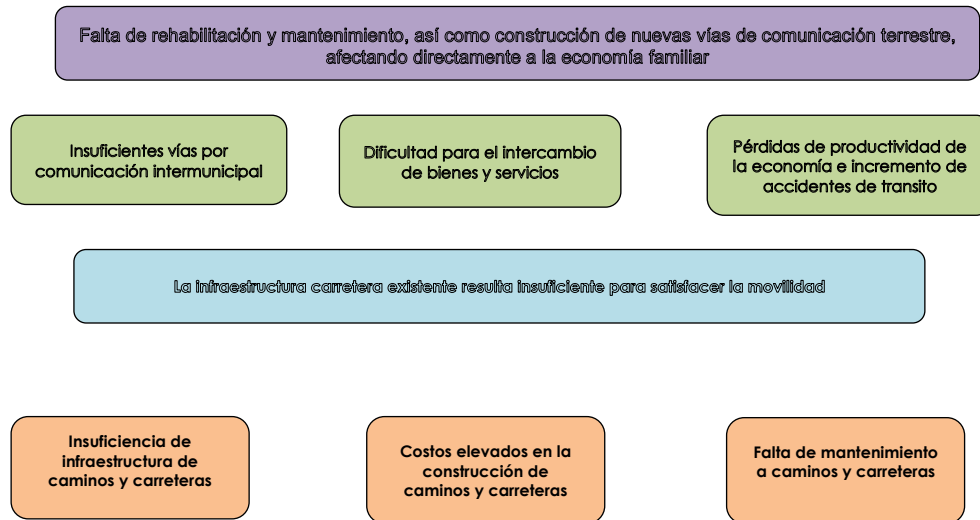 Falta de rehabilitación y mantenimiento, así como construcción de nuevas vías de comunicación terrestre,
afectando directamente a la economía familiar
Insuficientes vías por
comunicación intermunicipal
Dificultad para el intercambio
de bienes y servicios
Pérdidas de productividad de
la economía e incremento de
accidentes de transito
La infraestructura carretera existente resulta insuficiente para satisfacer la movilidad
Insuficiencia de
infraestructura de
caminos y carreteras
Costos elevados en la
construcción de
caminos y carreteras
Falta de mantenimiento
a caminos y carreteras